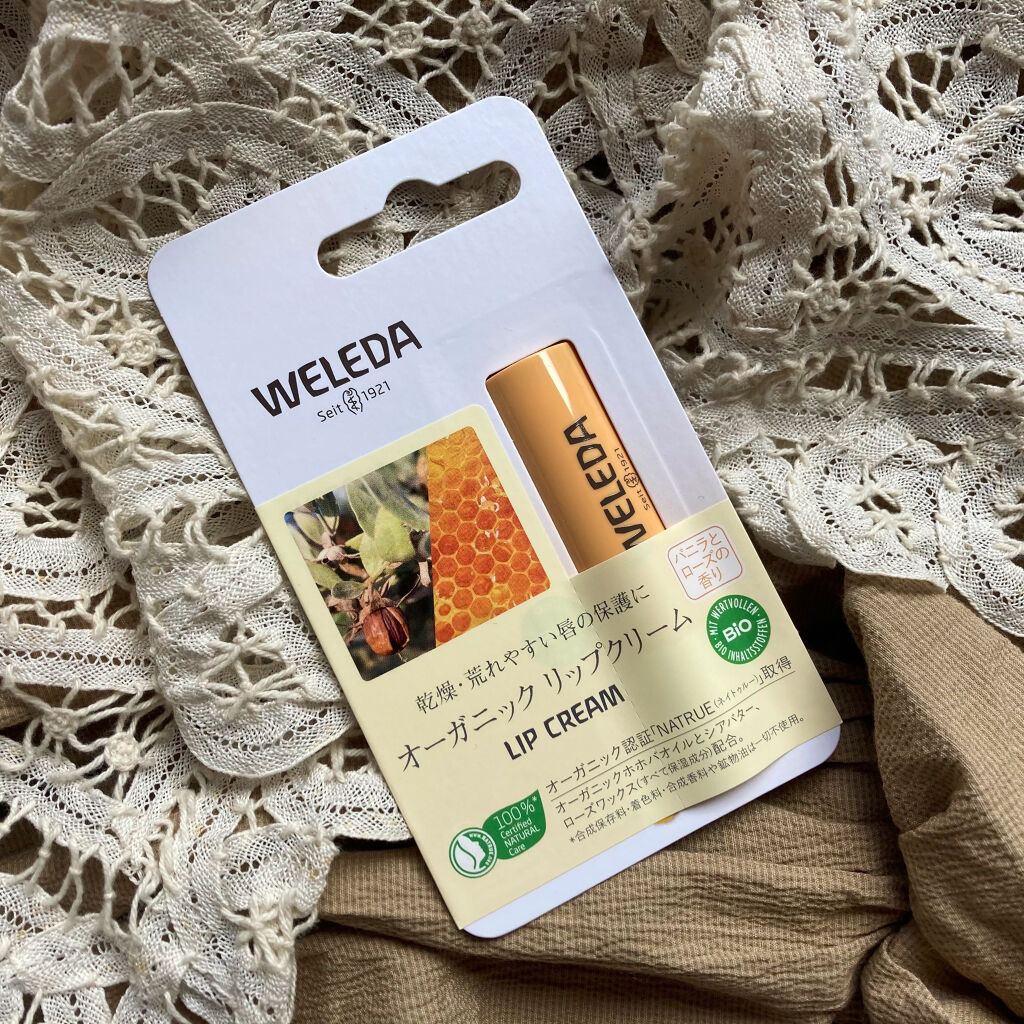 WELEDA
Seit 1921
WELEDA
Seit 1921
バニラと
ローズの
香り
MIT WERTVOLLEN
BiO
BIO INHALTSSTOFFEN
乾燥・荒れやすい唇の保護に
オーガニック リップクリーム
LIP CREAM
オーガニック認証「NATRUE(ネイトゥルー)」取得
オーガニックホホバオイルとシアバター、
ローズワックス(すべて保湿成分)配合。
*合成保存料・着色料・合成香料や鉱物油は一切不使用。
100%*
Certified
NATURAL
Care